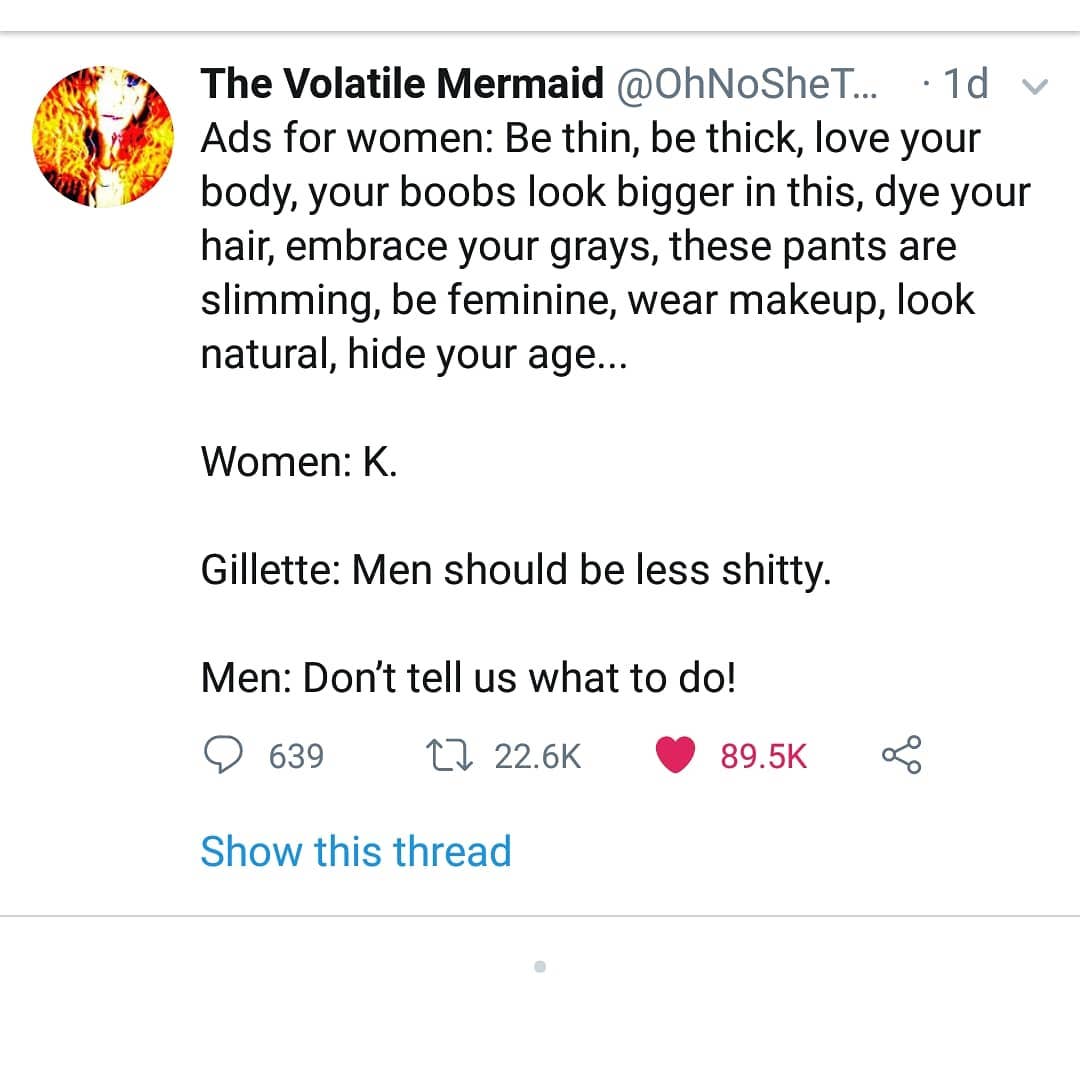 The Volatile Mermaid @OhNoSheT... · 1d
Ads for women: Be thin, be thick, love your
body, your boobs look bigger in this, dye your
hair, embrace your grays, these pants are
slimming, be feminine, wear makeup, look
natural, hide your age...
Women: K.
Gillette: Men should be less shitty.
Men: Don't tell us what to do!
639 22.6K 89.5K
Show this thread